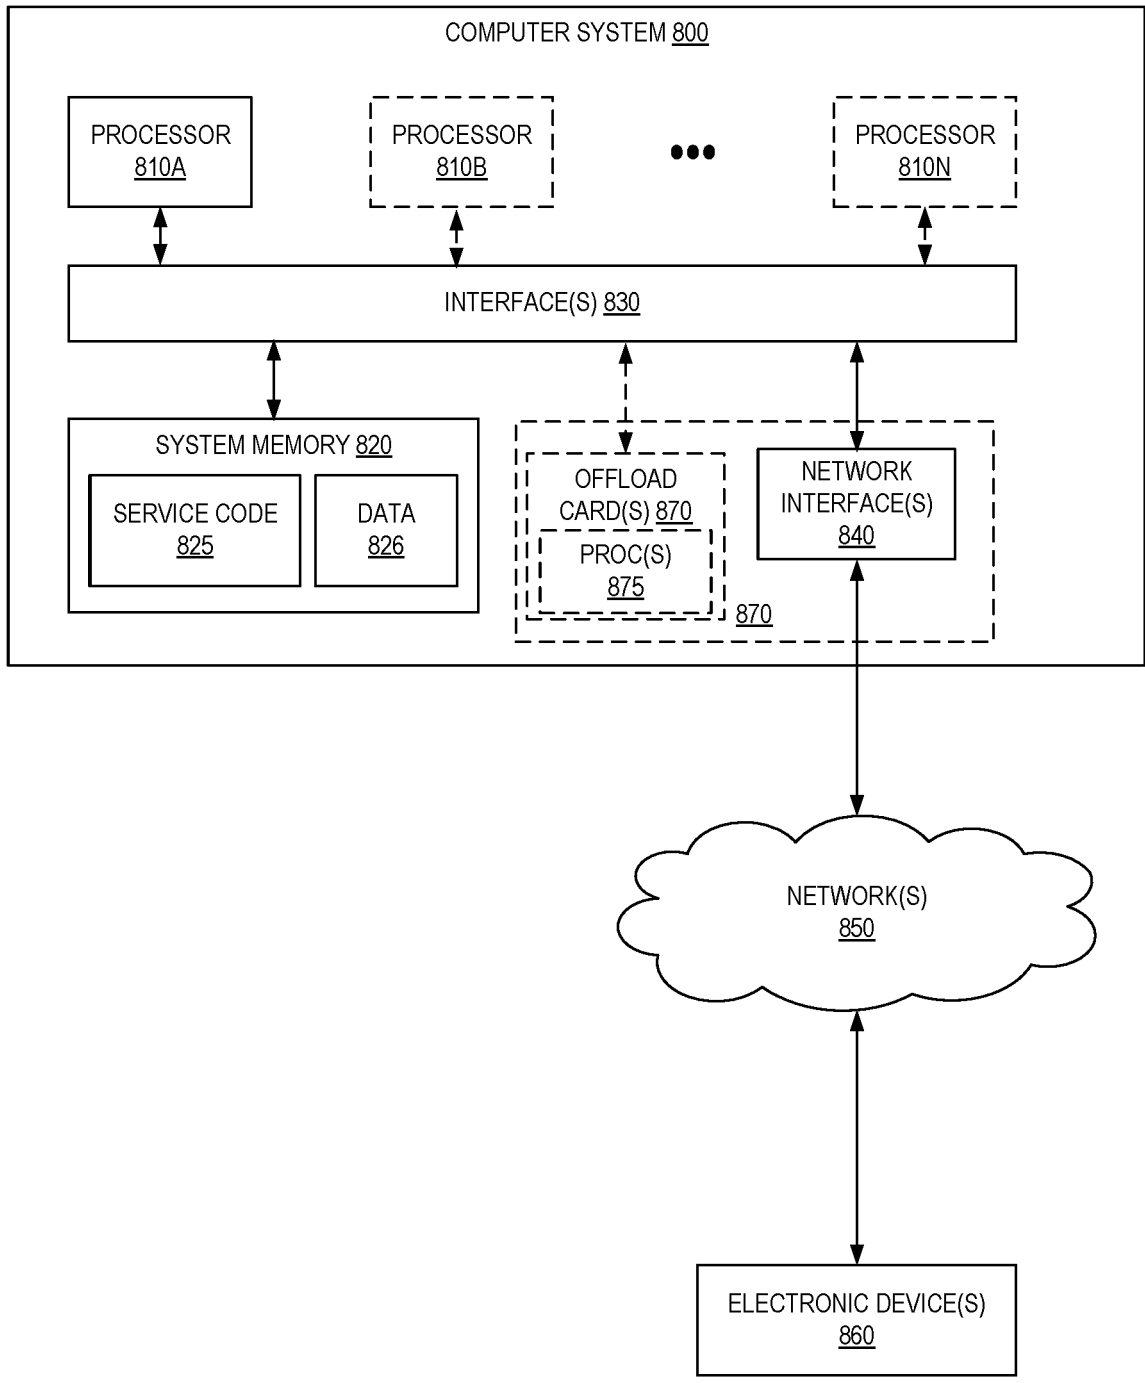 COMPUTER SYSTEM 800
PROCESSOR
810A
PROCESSOR
810B
PROCESSOR
810N
INTERFACE(S) 830
SYSTEM MEMORY 820
SERVICE CODE
825
DATA
826
OFFLOAD
CARD(S) 870
PROC(S)
875
870
NETWORK
INTERFACE(S)
840
NETWORK(S)
850
ELECTRONIC DEVICE(S)
860